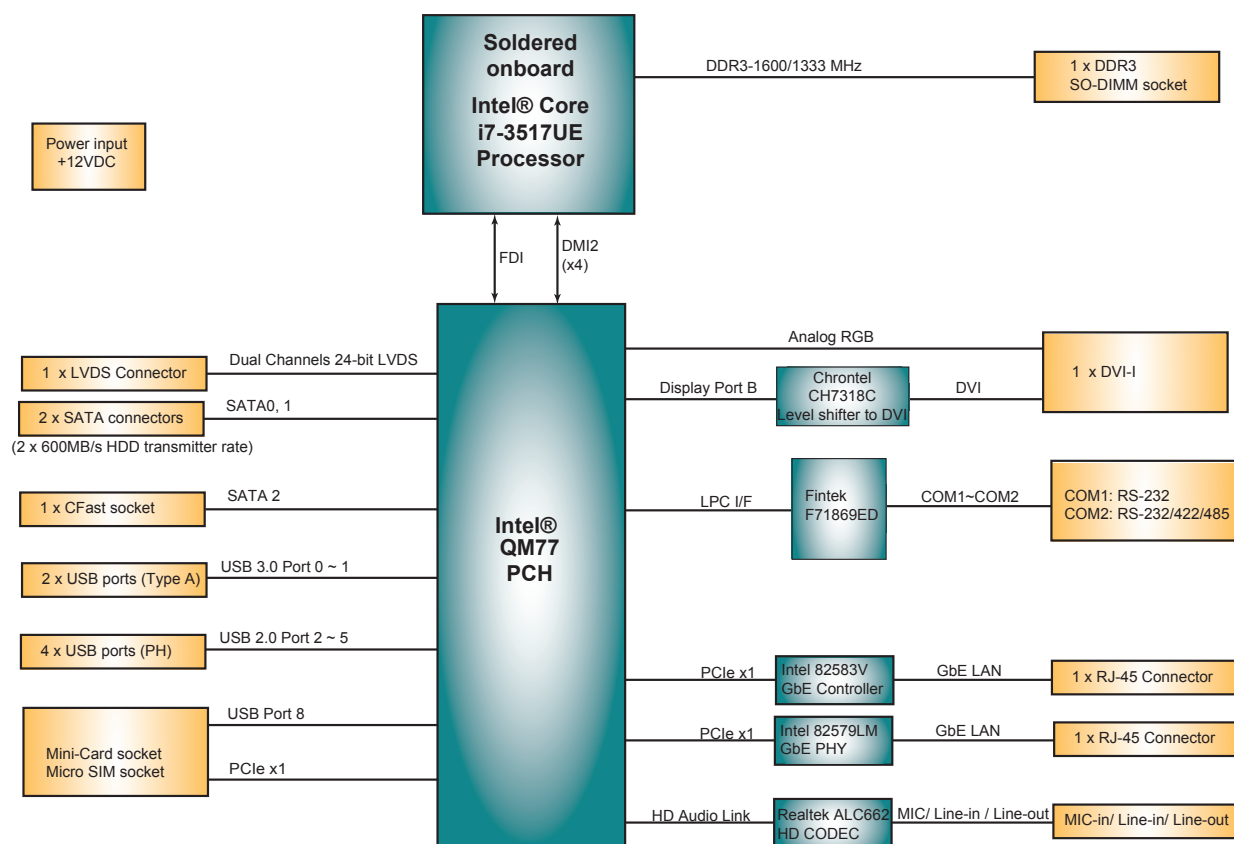 Soldered
onboard
Intel® Core
i7-3517UE
Processor
DDR3-1600/1333 MHz
1 x DDR3
SO-DIMM socket
Power input
+12VDC
FDI
DMI2
(x4)
Intel®
QM77
PCH
Dual Channels 24-bit LVDS
1 x LVDS Connector
SATA0, 1
2 x SATA connectors
(2 x 600MB/s HDD transmitter rate)
SATA 2
1 x CFast socket
USB 3.0 Port 0 ~ 1
2 x USB ports (Type A)
USB 2.0 Port 2 ~ 5
4 x USB ports (PH)
USB Port 8
Mini-Card socket
Micro SIM socket
PCIe x1
Analog RGB
Display Port B
Chrontel
CH7318C
Level shifter to DVI
DVI
1 x DVI-I
LPC I/F
Fintek
F71869ED
COM1~COM2
COM1: RS-232
COM2: RS-232/422/485
PCIe x1
Intel 82583V
GbE Controller
GbE LAN
1 x RJ-45 Connector
PCIe x1
Intel 82579LM
GbE PHY
GbE LAN
1 x RJ-45 Connector
HD Audio Link
Realtek ALC662
HD CODEC
MIC/ Line-in / Line-out
MIC-in/ Line-in/ Line-out